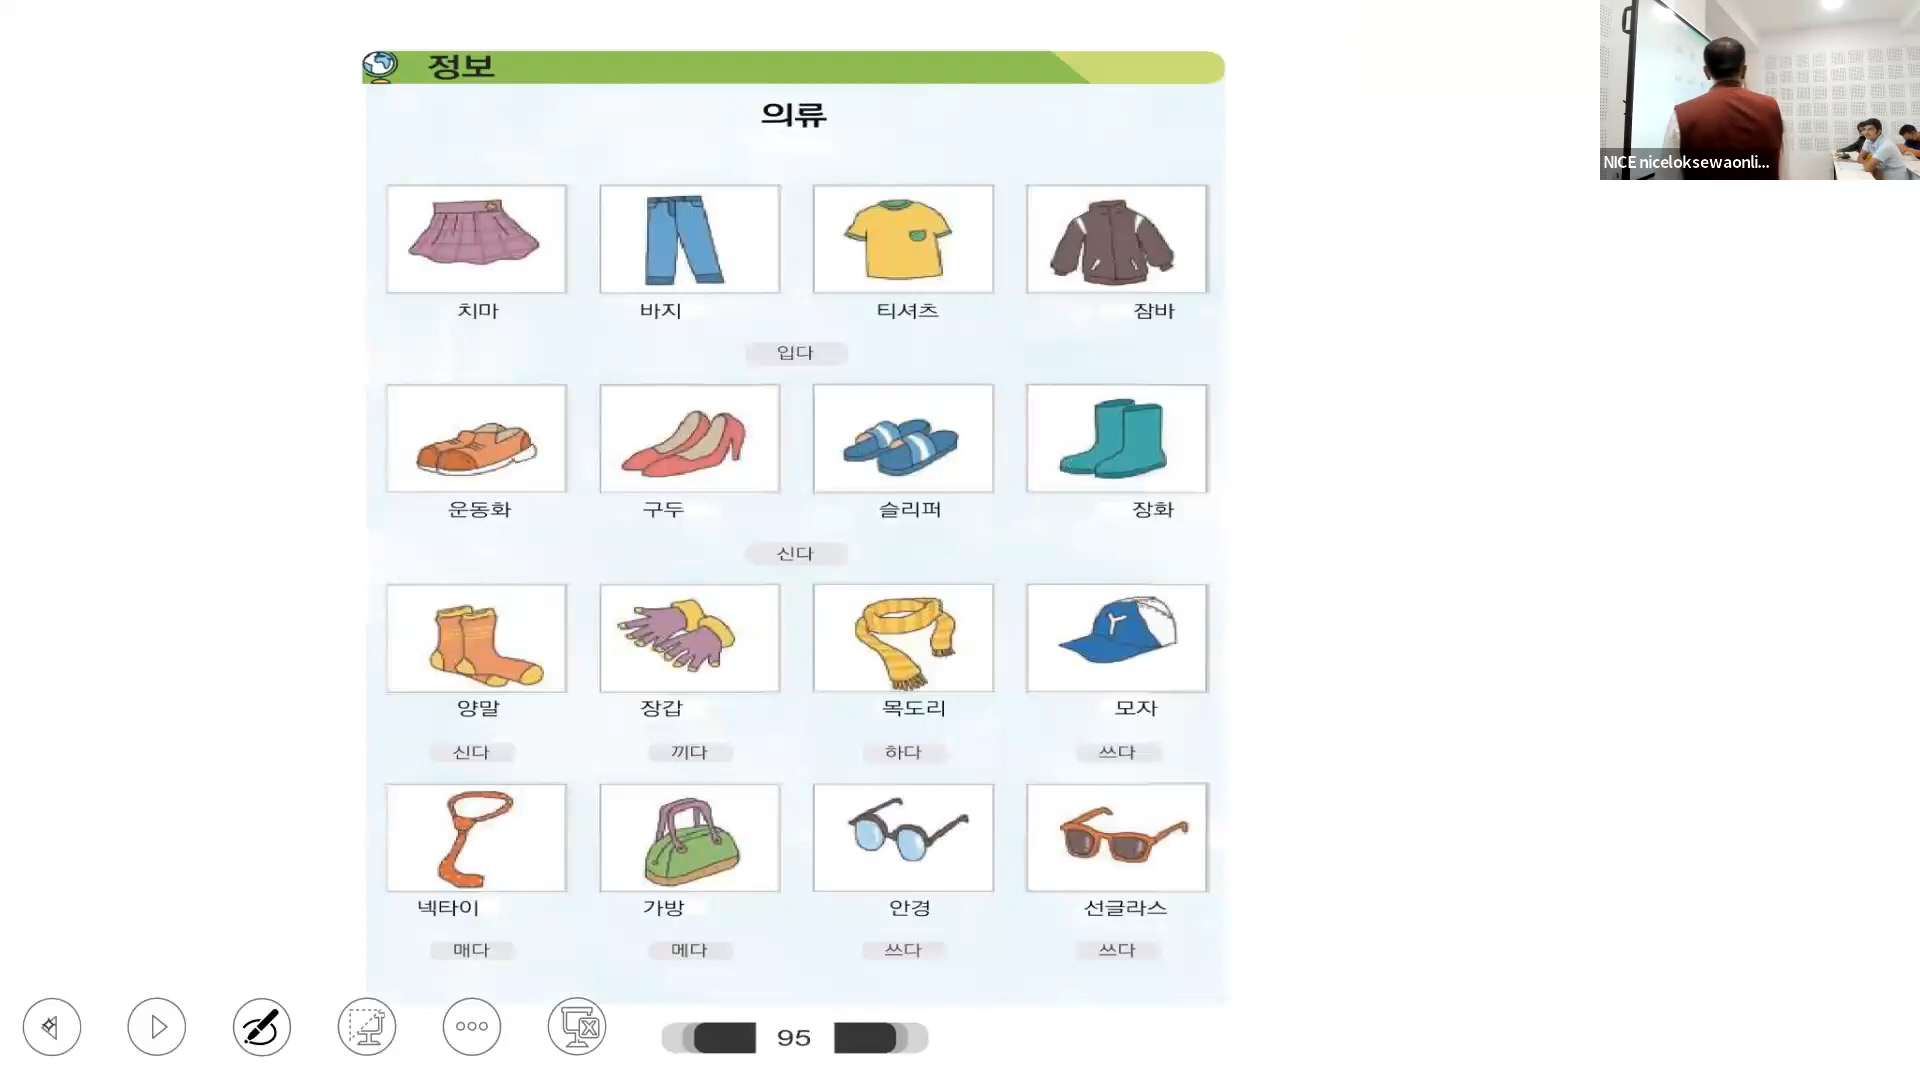 정보
의류
치마 바지 티셔츠 잠바
입다
운동화 구두 슬리퍼 장화
신다
양말 장갑 목도리 모자
신다 끼다 하다 쓰다
넥타이 가방 안경 선글라스
매다 메다 쓰다 쓰다
95
NICE niceloksewaonli...